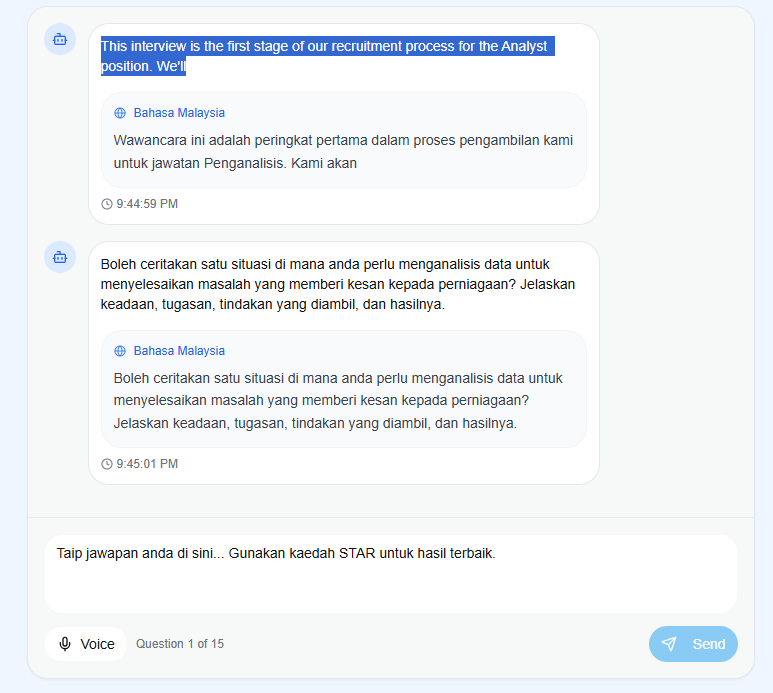 This interview is the first stage of our recruitment process for the Analyst
position. We'll
Bahasa Malaysia
Wawancara ini adalah peringkat pertama dalam proses pengambilan kami
untuk jawatan Penganalisis. Kami akan
9:44:59 PM
Boleh ceritakan satu situasi di mana anda perlu menganalisis data untuk
menyelesaikan masalah yang memberi kesan kepada perniagaan? Jelaskan
keadaan, tugasan, tindakan yang diambil, dan hasilnya.
Bahasa Malaysia
Boleh ceritakan satu situasi di mana anda perlu menganalisis data untuk
menyelesaikan masalah yang memberi kesan kepada perniagaan?
Jelaskan keadaan, tugasan, tindakan yang diambil, dan hasilnya.
9:45:01 PM
Taip jawapan anda di sini... Gunakan kaedah STAR untuk hasil terbaik.
Voice
Question 1 of 15
Send